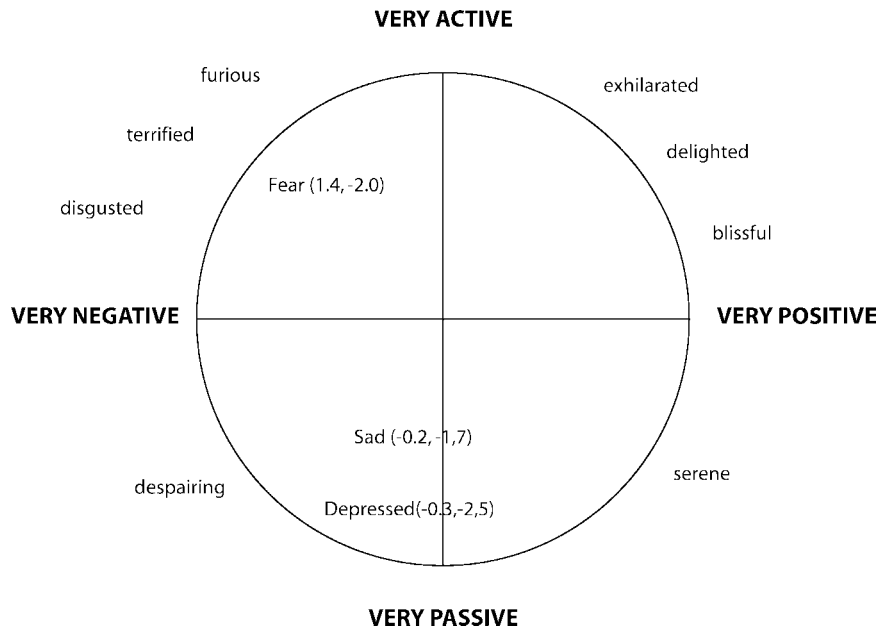 VERY ACTIVE
furious
exhilarated
terrified
delighted
Fear (1.4, -2.0)
disgusted
blissful
VERY NEGATIVE
VERY POSITIVE
Sad (-0.2, -1,7)
serene
despairing
Depressed(-0.3,-2,5)
VERY PASSIVE